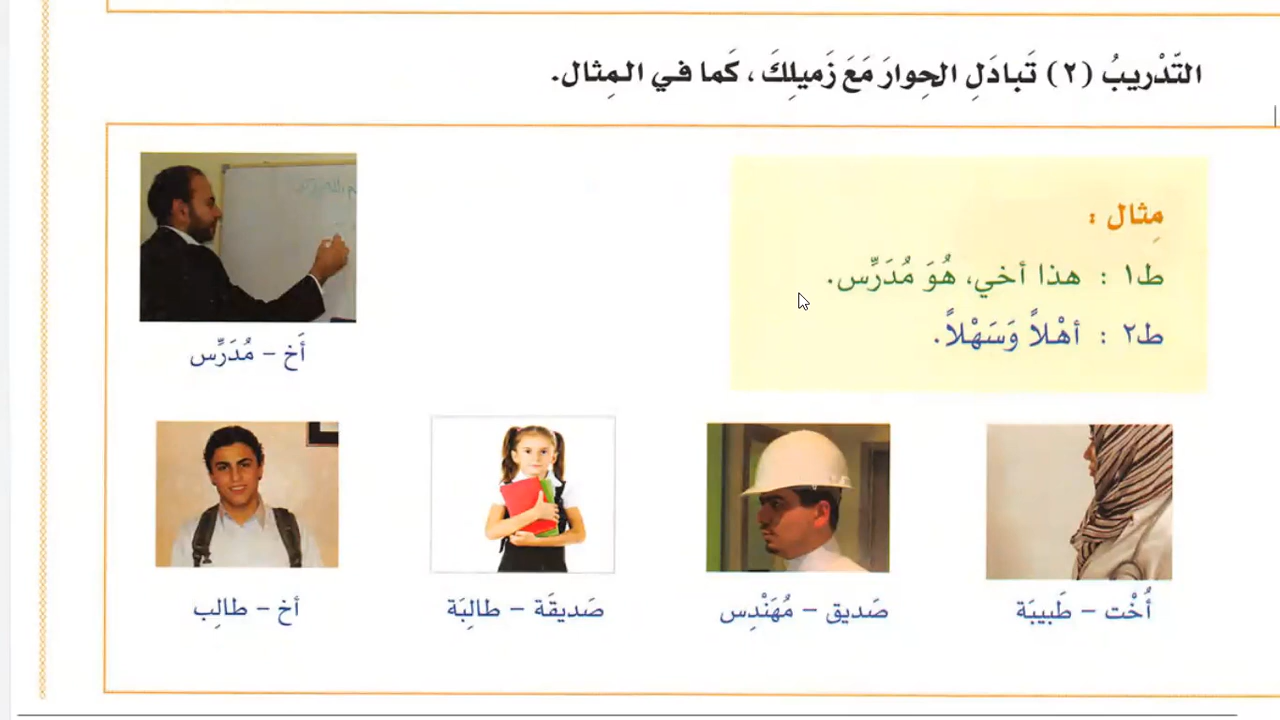 التّدْريبُ (٢) تَبادَلِ الحِوارَ مَعَ زَميلِكَ ، كَما في المِثال.
مِثال :
ط١ : هذا أخي، هُوَ مُدَرِّس.
ط٢ : أهْلاً وَسَهْلاً.
أَخ – مُدَرِّس
أُخْت – طَبيبَة
صَديق – مُهَنْدِس
صَديقَة – طالِبَة
أخ – طالِب